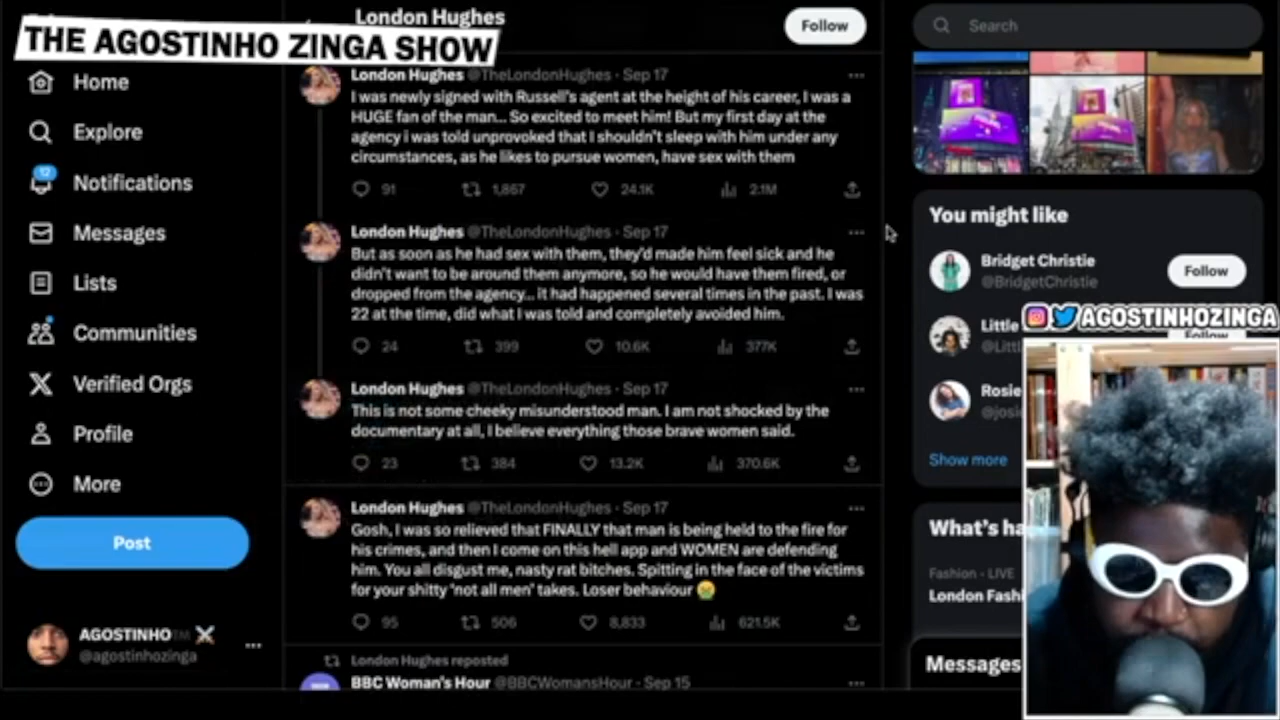 THE AGOSTINHO ZINGA SHOW
London Hughes
Follow
Search
Home
Explore
12
Notifications
Messages
Lists
Communities
Verified Orgs
Profile
More
Post
AGOSTINHO
@agostinhozinga
London Hughes @TheLondonHughes · Sep 17
I was newly signed with Russell's agent at the height of his career, I was a
HUGE fan of the man... So excited to meet him! But my first day at the
agency i was told unprovoked that I shouldn't sleep with him under any
circumstances, as he likes to pursue women, have sex with them
91 1,867 24.1K 2.1M
London Hughes @TheLondonHughes · Sep 17
But as soon as he had sex with them, they'd made him feel sick and he
didn't want to be around them anymore, so he would have them fired, or
dropped from the agency... it had happened several times in the past. I was
22 at the time, did what I was told and completely avoided him.
24 399 10.6K 377K
London Hughes @TheLondonHughes · Sep 17
This is not some cheeky misunderstood man. I am not shocked by the
documentary at all, I believe everything those brave women said.
23 384 13.2K 370.6K
London Hughes @TheLondonHughes · Sep 17
Gosh, I was so relieved that FINALLY that man is being held to the fire for
his crimes, and then I come on this hell app and WOMEN are defending
him. You all disgust me, nasty rat bitches. Spitting in the face of the victims
for your shitty 'not all men' takes. Loser behaviour 😭
95 506 8,833 621.5K
London Hughes reposted
BBC Woman's Hour @BBCWomansHour · Sep 15
You might like
Bridget Christie
@BridgetChristie
Follow
AGOSTINHOZINGA
Little
@Littl
Follow
Rosie
@josi
Show more
What's ha
Fashion · LIVE
London Fashi
Messages